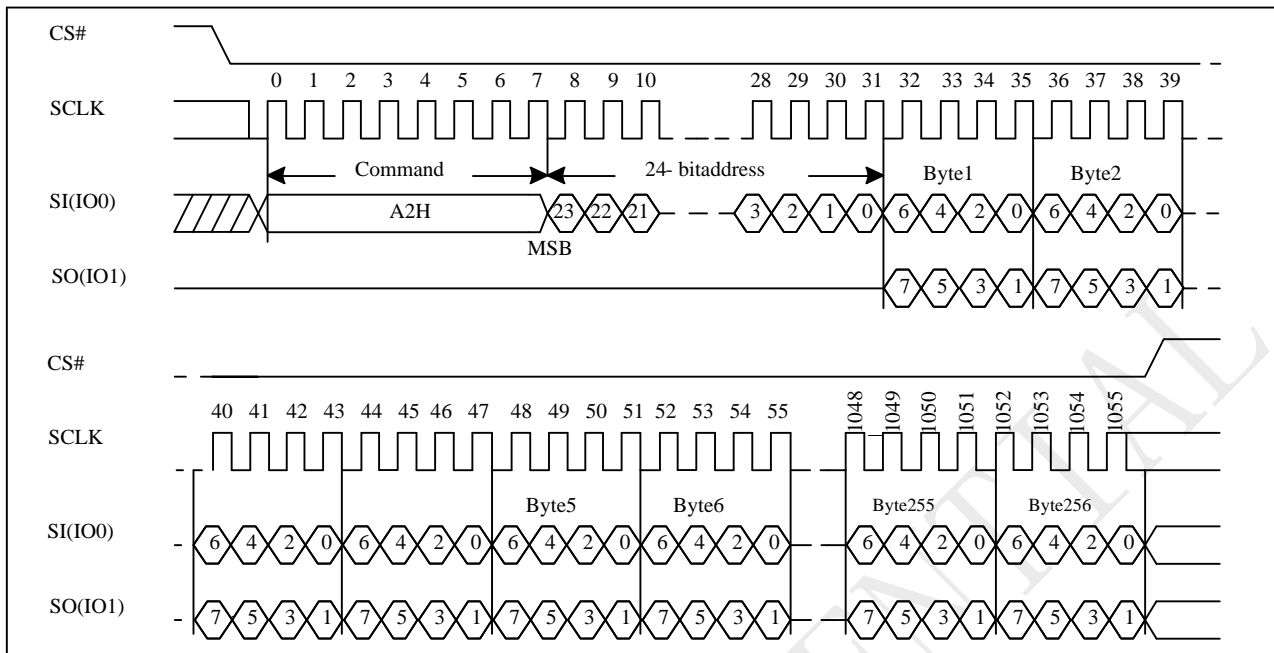 CS#
0 1 2 3 4 5 6 7 8 9 10 28 29 30 31 32 33 34 35 36 37 38 39
SCLK
Command 24- bitaddress Byte1 Byte2
SI(IO0) A2H 23 22 21 3 2 1 0 6 4 2 0 6 4 2 0
MSB
SO(IO1) 7 5 3 1 7 5 3 1
CS#
40 41 42 43 44 45 46 47 48 49 50 51 52 53 54 55 1048 1049 1050 1051 1052 1053 1054 1055
SCLK
Byte5 Byte6 Byte255 Byte256
SI(IO0) 6 4 2 0 6 4 2 0 6 4 2 0 6 4 2 0 6 4 2 0 6 4 2 0
SO(IO1) 7 5 3 1 7 5 3 1 7 5 3 1 7 5 3 1 7 5 3 1 7 5 3 1
ENTIAL